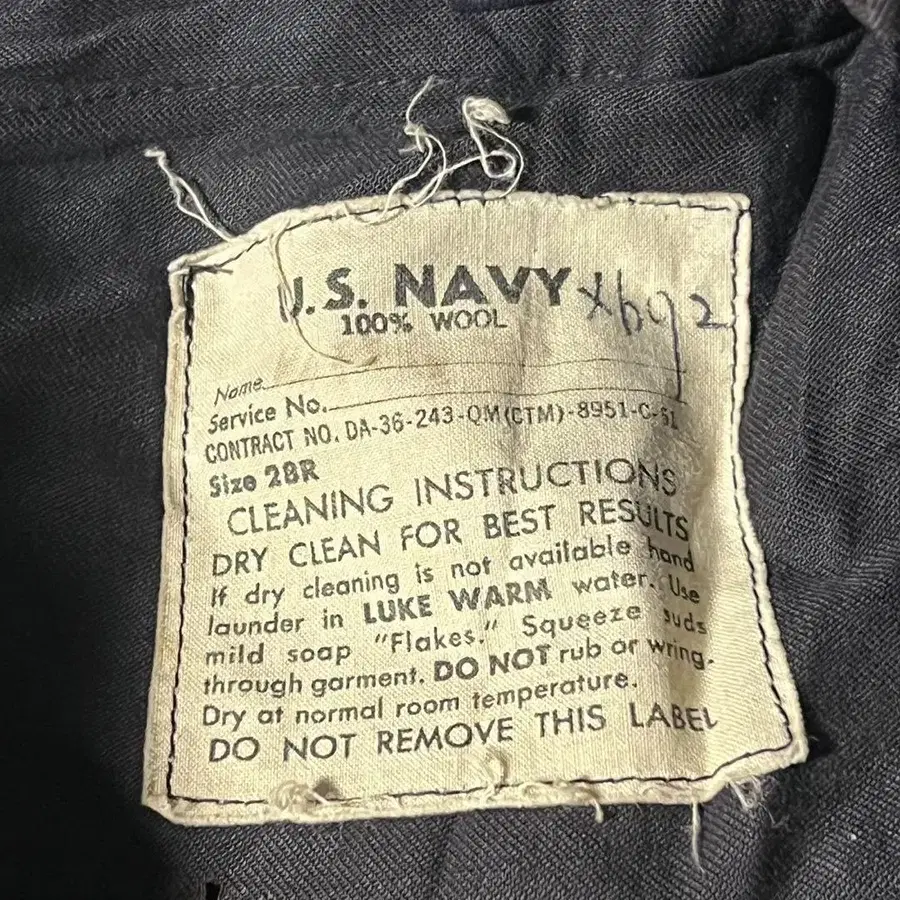 U.S. NAVY
100% WOOL
Name
Service No.
CONTRACT NO. DA-36-243-QM(CTM)-8951-C-61
Size 28R
CLEANING INSTRUCTIONS
DRY CLEAN FOR BEST RESULTS
If dry cleaning is not available hand
launder in LUKE WARM water. Use
mild soap "Flakes." Squeeze suds
through garment. DO NOT rub or wring.
Dry at normal room temperature.
DO NOT REMOVE THIS LABEL